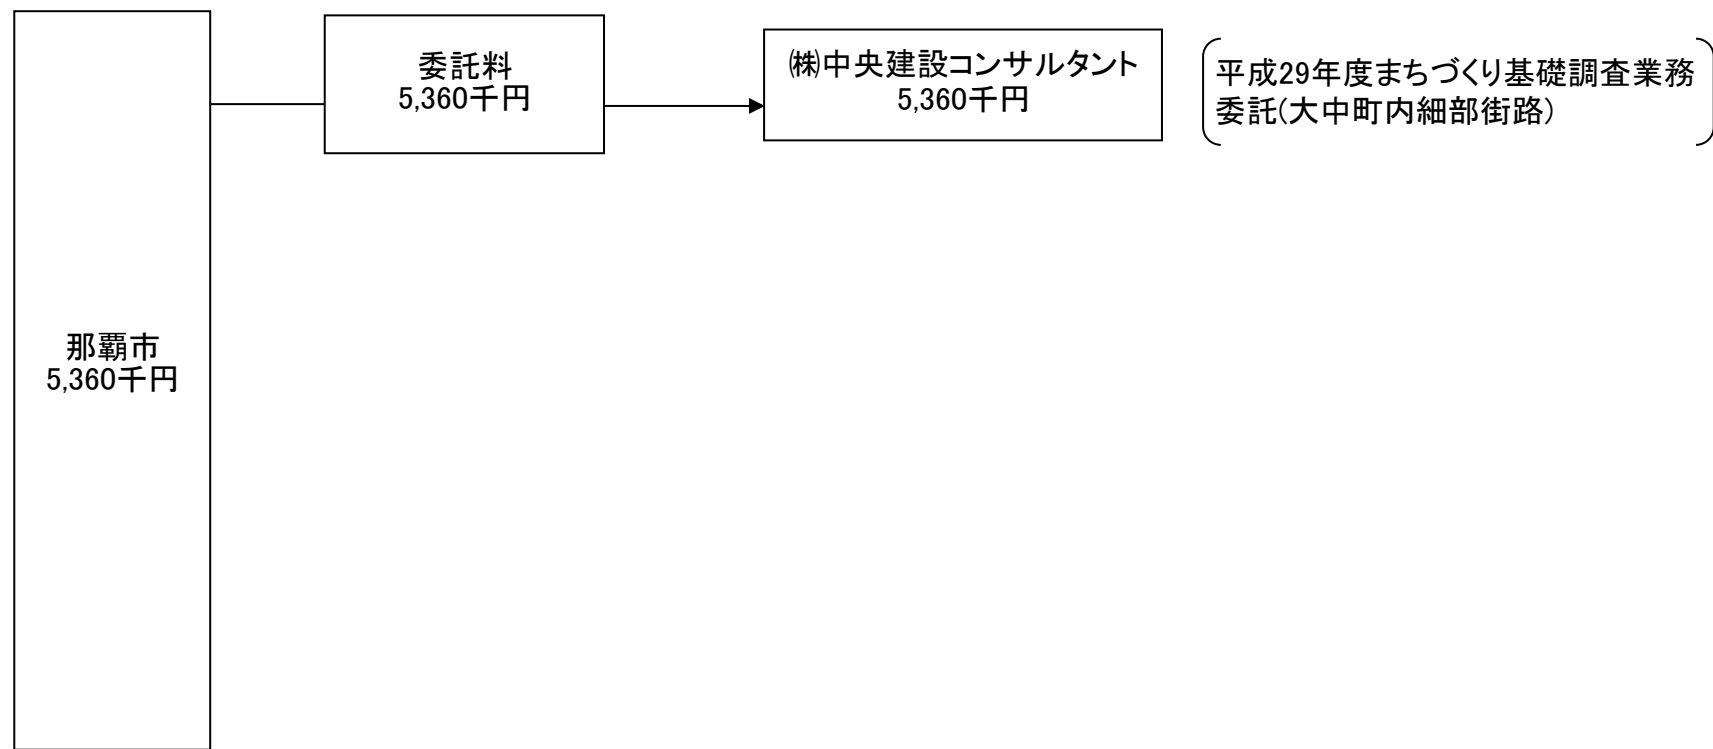 那覇市
5,360千円
委託料
5,360千円
㈱中央建設コンサルタント
5,360千円
平成29年度まちづくり基礎調査業務
委託(大中町内細部街路)